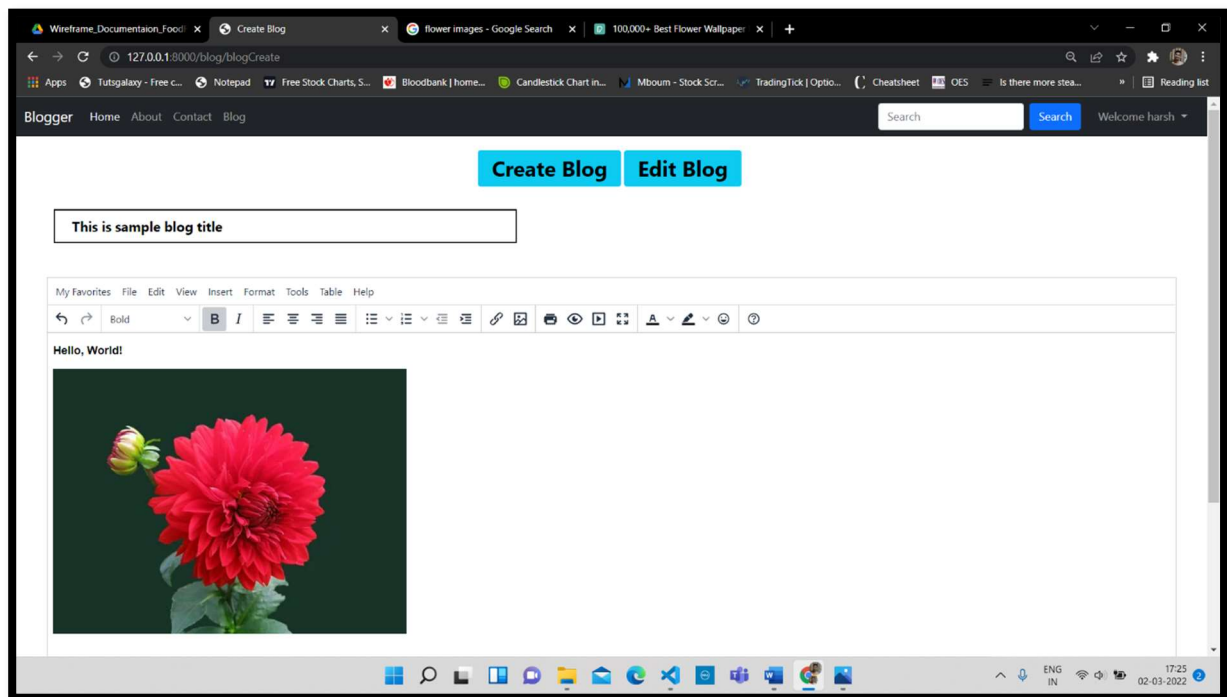 Wireframe_Documentaion_Foodl
Create Blog
flower images - Google Search
100,000+ Best Flower Wallpaper
127.0.0.1:8000/blog/blogCreate
Apps Tutsgalaxy - Free c... Notepad Free Stock Charts, S... Bloodbank | home... Candlestick Chart in... Mboum - Stock Scr... TradingTick | Optio... Cheatsheet OES Is there more stea... » Reading list
Blogger Home About Contact Blog Search Search Welcome harsh
Create Blog Edit Blog
This is sample blog title
My Favorites File Edit View Insert Format Tools Table Help
Bold B I A
Hello, World!
ENG 17:25
IN 02-03-2022 2